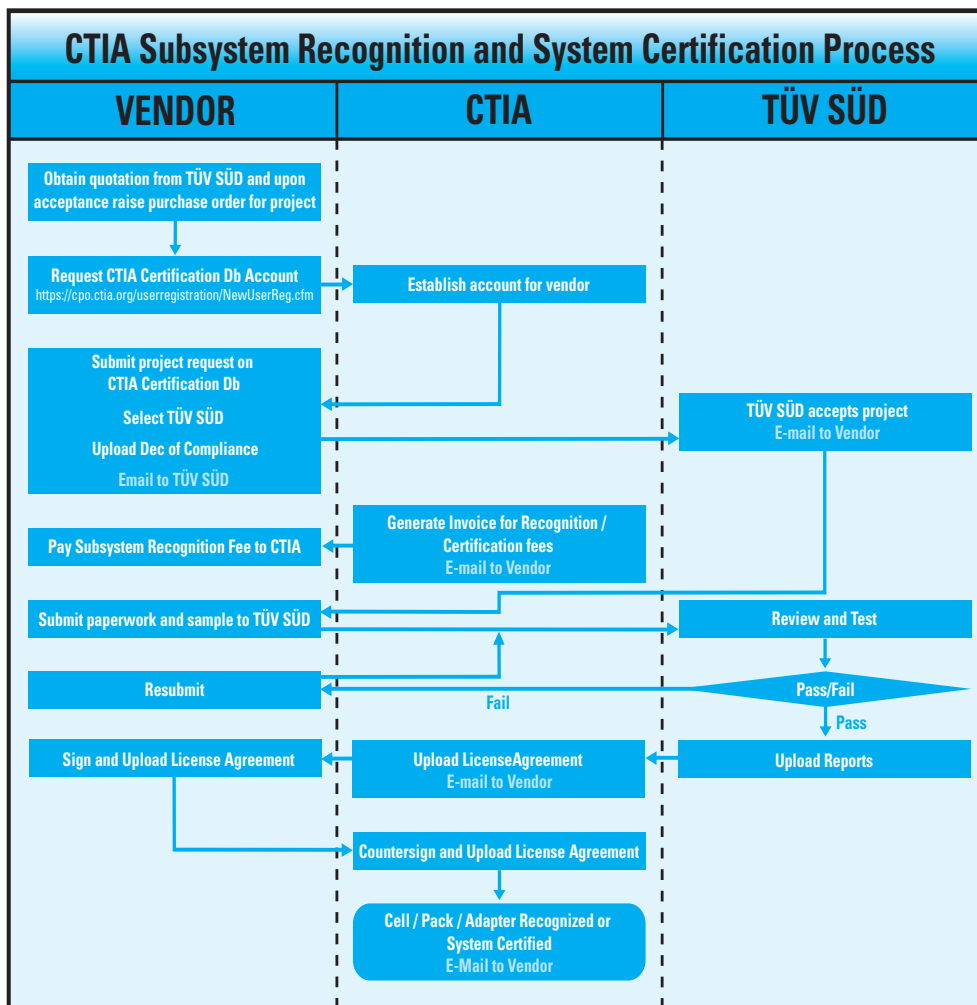 CTIA Subsystem Recognition and System Certification Process
VENDOR
CTIA
TÜV SÜD
Obtain quotation from TÜV SÜD and upon
acceptance raise purchase order for project
Request CTIA Certification Db Account
https://cpo.ctia.org/userregistration/NewUserReg.cfm
Establish account for vendor
Submit project request on
CTIA Certification Db
Select TÜV SÜD
Upload Dec of Compliance
Email to TÜV SÜD
TÜV SÜD accepts project
E-mail to Vendor
Generate Invoice for Recognition /
Certification fees
E-mail to Vendor
Pay Subsystem Recognition Fee to CTIA
Submit paperwork and sample to TÜV SÜD
Review and Test
Resubmit
Fail
Pass/Fail
Pass
Sign and Upload License Agreement
Upload LicenseAgreement
E-mail to Vendor
Upload Reports
Countersign and Upload License Agreement
Cell / Pack / Adapter Recognized or
System Certified
E-Mail to Vendor